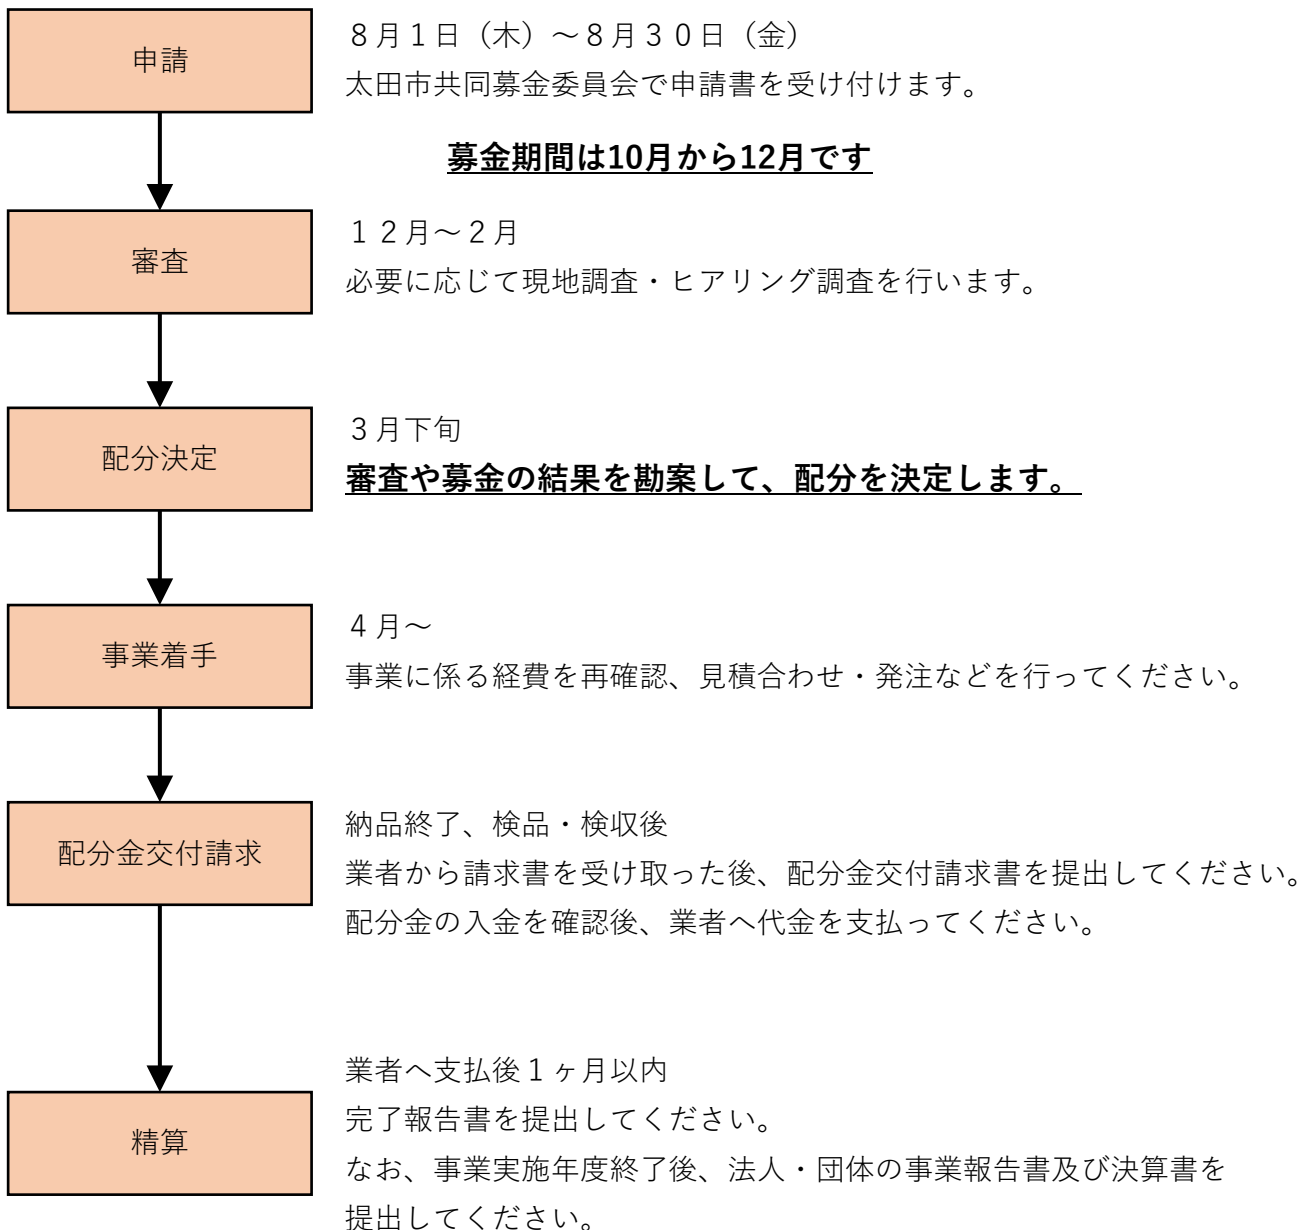 申請
８月１日（木）～８月３０日（金）
太田市共同募金委員会で申請書を受け付けます。
募金期間は10月から12月です
審査
１２月～２月
必要に応じて現地調査・ヒアリング調査を行います。
配分決定
３月下旬
審査や募金の結果を勘案して、配分を決定します。
事業着手
４月～
事業に係る経費を再確認、見積合わせ・発注などを行ってください。
配分金交付請求
納品終了、検品・検収後
業者から請求書を受け取った後、配分金交付請求書を提出してください。
配分金の入金を確認後、業者へ代金を支払ってください。
精算
業者へ支払後１ヶ月以内
完了報告書を提出してください。
なお、事業実施年度終了後、法人・団体の事業報告書及び決算書を
提出してください。